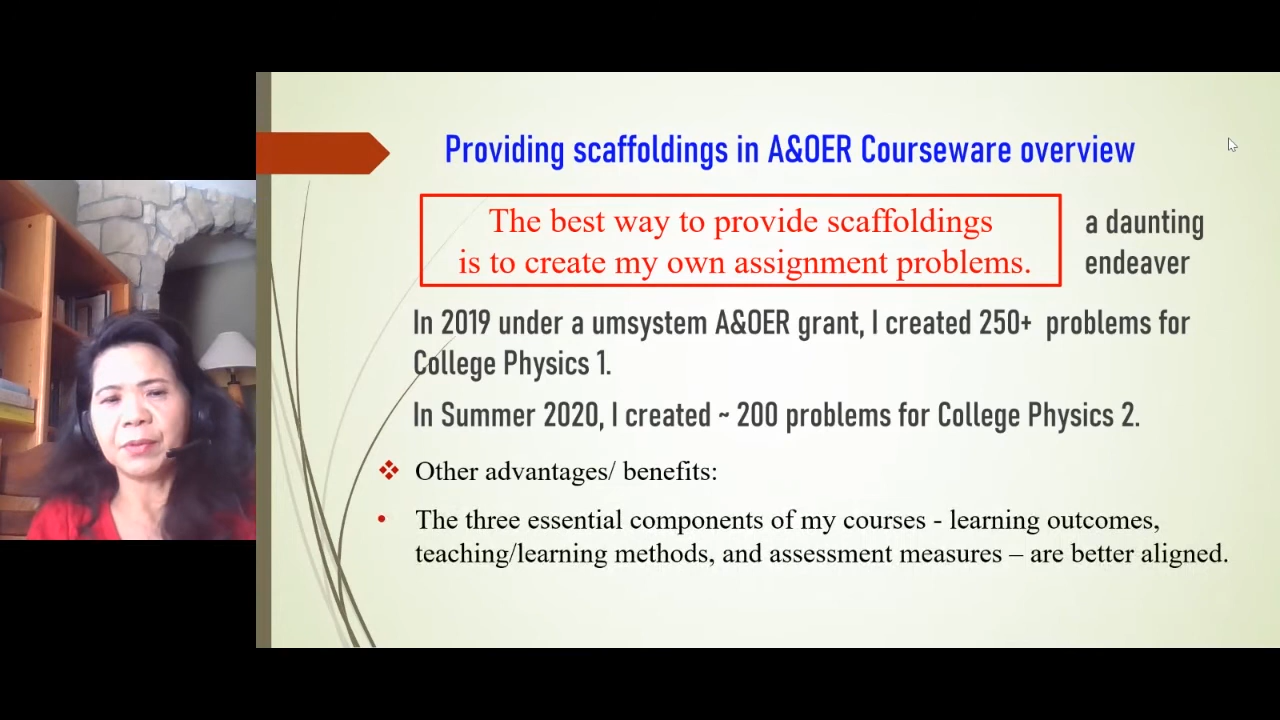 Providing scaffoldings in A&OER Courseware overview
The best way to provide scaffoldings
is to create my own assignment problems.
a daunting
endeaver
In 2019 under a umsystem A&OER grant, I created 250+ problems for
College Physics 1.
In Summer 2020, I created ~ 200 problems for College Physics 2.
❖ Other advantages/ benefits:
• The three essential components of my courses - learning outcomes,
teaching/learning methods, and assessment measures – are better aligned.